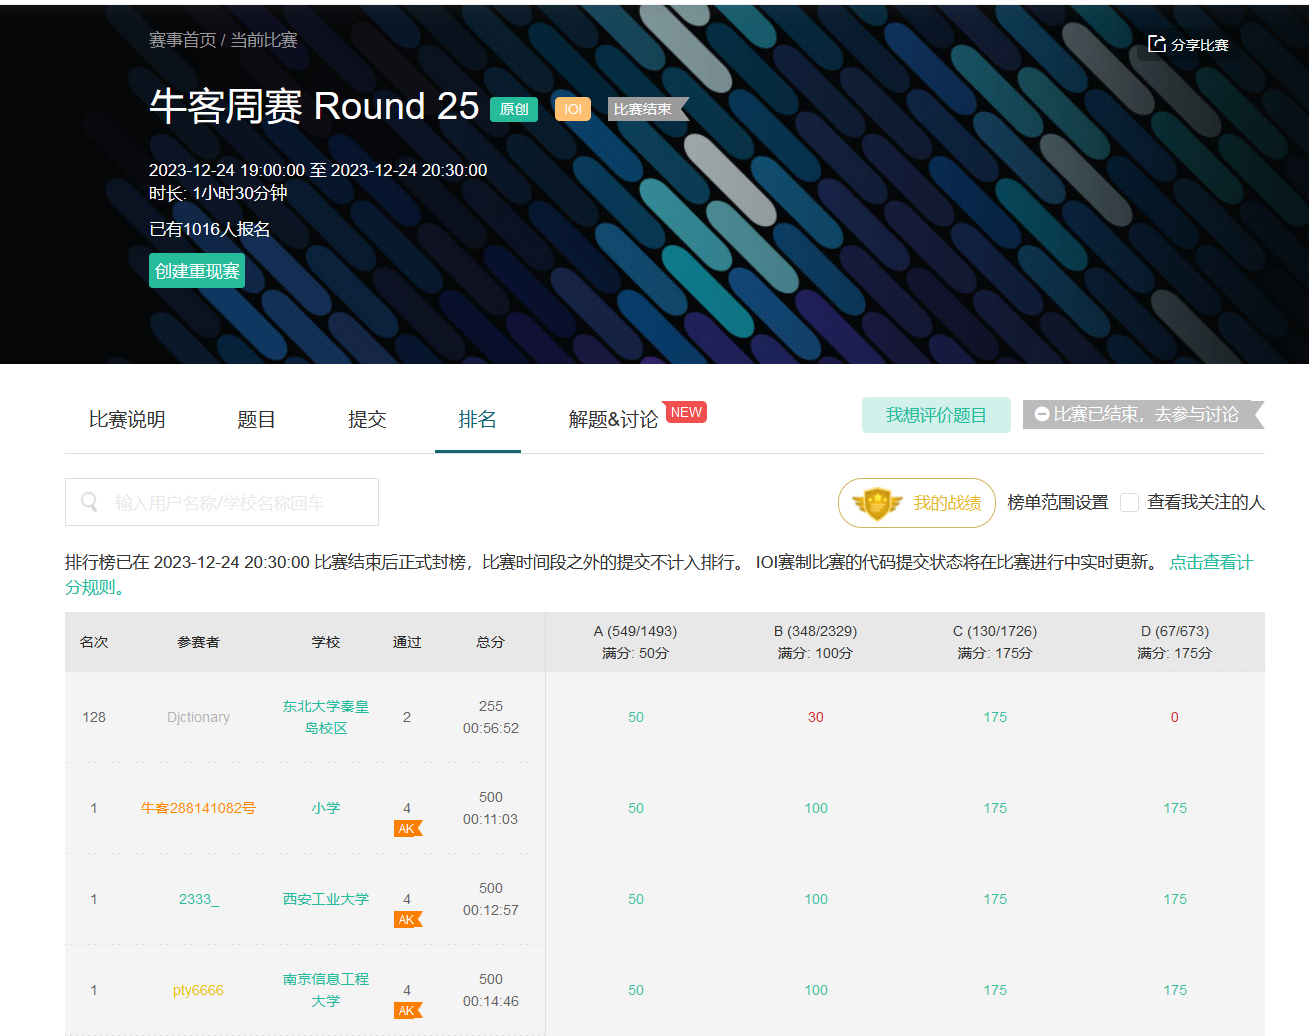 赛事首页 / 当前比赛
分享比赛
牛客周赛 Round 25 原创 IOI 比赛结束
2023-12-24 19:00:00 至 2023-12-24 20:30:00
时长: 1小时30分钟
已有1016人报名
创建重现赛
比赛说明 题目 提交 排名 解题&讨论 NEW 我想评价题目 比赛已结束，去参与讨论
输入用户名称/学校名称回车 我的战绩 榜单范围设置 查看我关注的人
排行榜已在 2023-12-24 20:30:00 比赛结束后正式封榜，比赛时间段之外的提交不计入排行。 IOI赛制比赛的代码提交状态将在比赛进行中实时更新。 点击查看计
分规则。
名次 参赛者 学校 通过 总分 A (549/1493) B (348/2329) C (130/1726) D (67/673)
满分: 50分 满分: 100分 满分: 175分 满分: 175分
128 Djctionary 东北大学秦皇 2 255 50 30 175 0
岛校区 00:56:52
1 牛客288141082号 小学 4 500 50 100 175 175
AK 00:11:03
1 2333_ 西安工业大学 4 500 50 100 175 175
AK 00:12:57
1 pty6666 南京信息工程 4 500 50 100 175 175
大学 AK 00:14:46